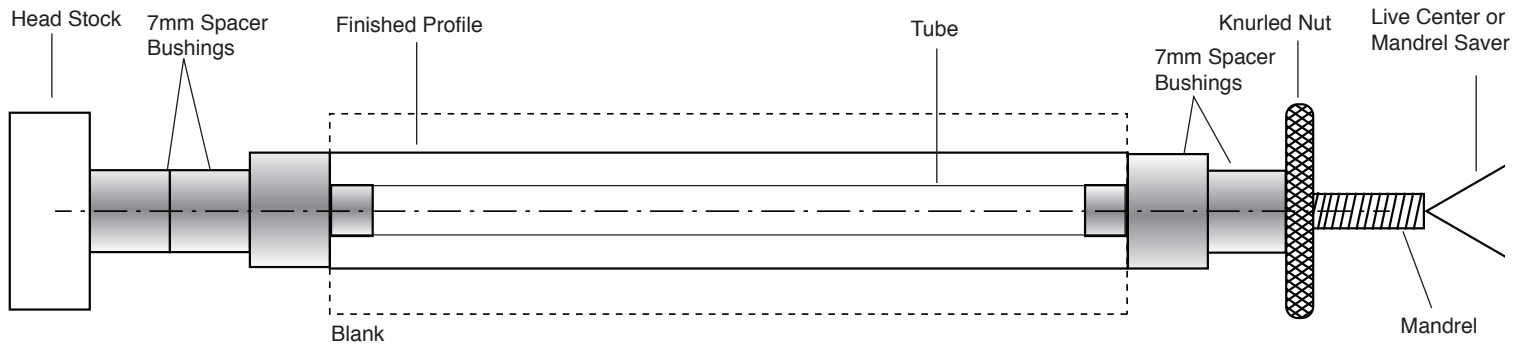 Head Stock
7mm Spacer
Bushings
Finished Profile
Tube
Knurled Nut
Live Center or
Mandrel Saver
7mm Spacer
Bushings
Blank
Mandrel